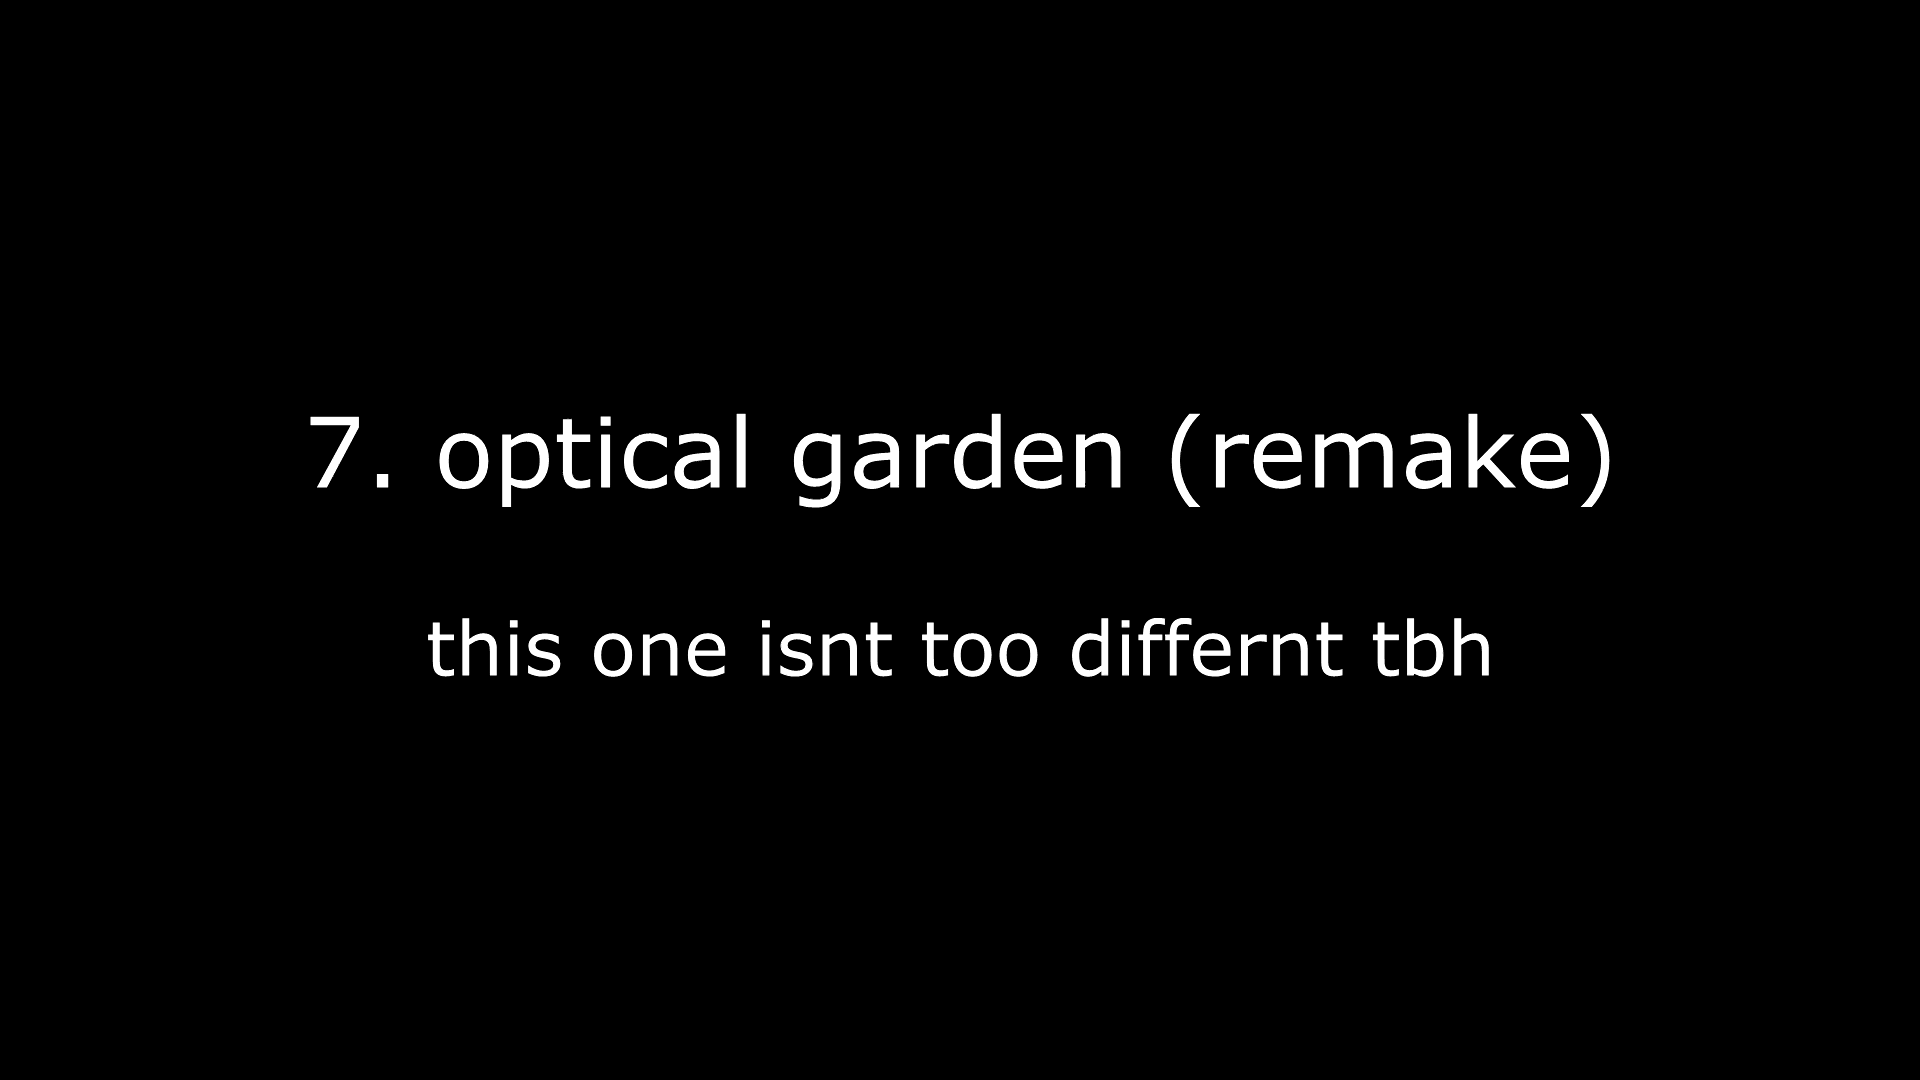 7. optical garden (remake)
this one isnt too differnt tbh